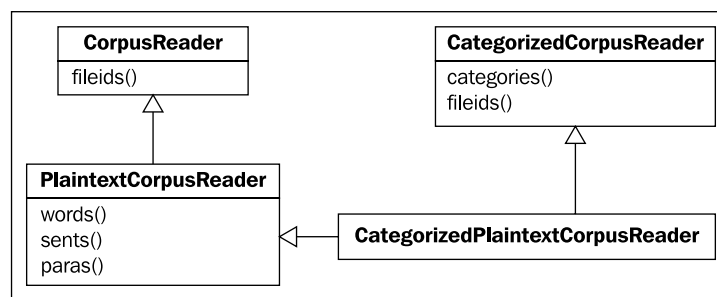 CorpusReader
fileids()
CategorizedCorpusReader
categories()
fileids()
PlaintextCorpusReader
words()
sents()
paras()
CategorizedPlaintextCorpusReader